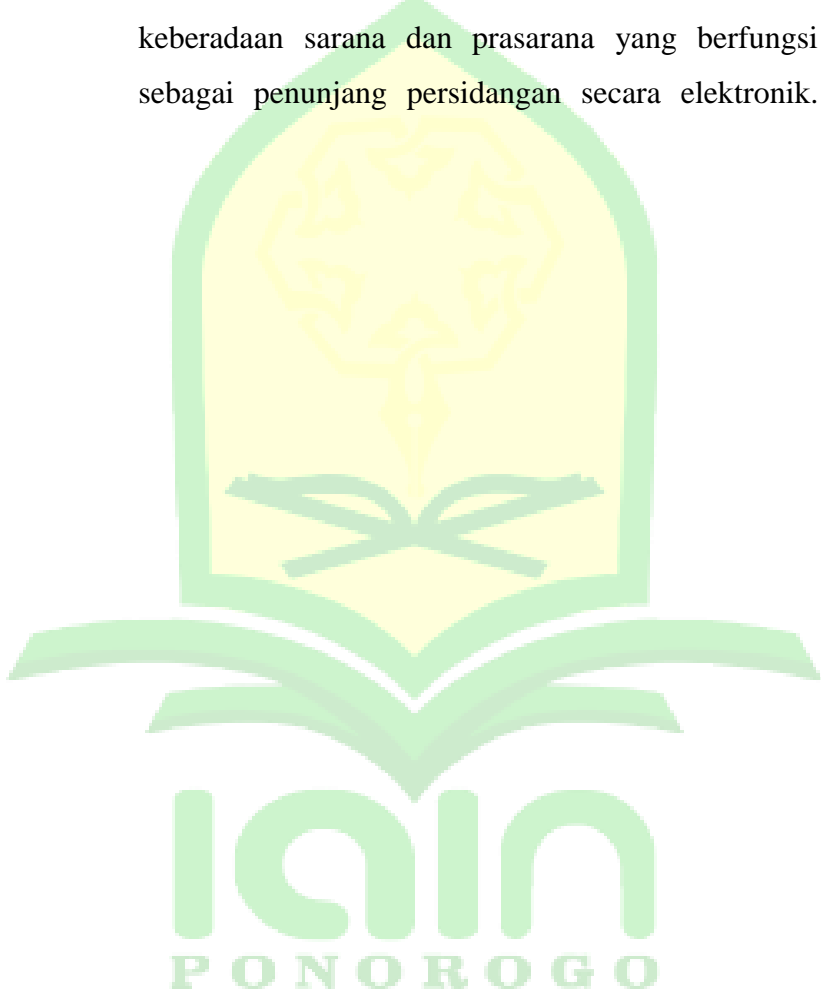 keberadaan sarana dan prasarana yang berfungsi
sebagai penunjang persidangan secara elektronik.
iain
PONOROGO